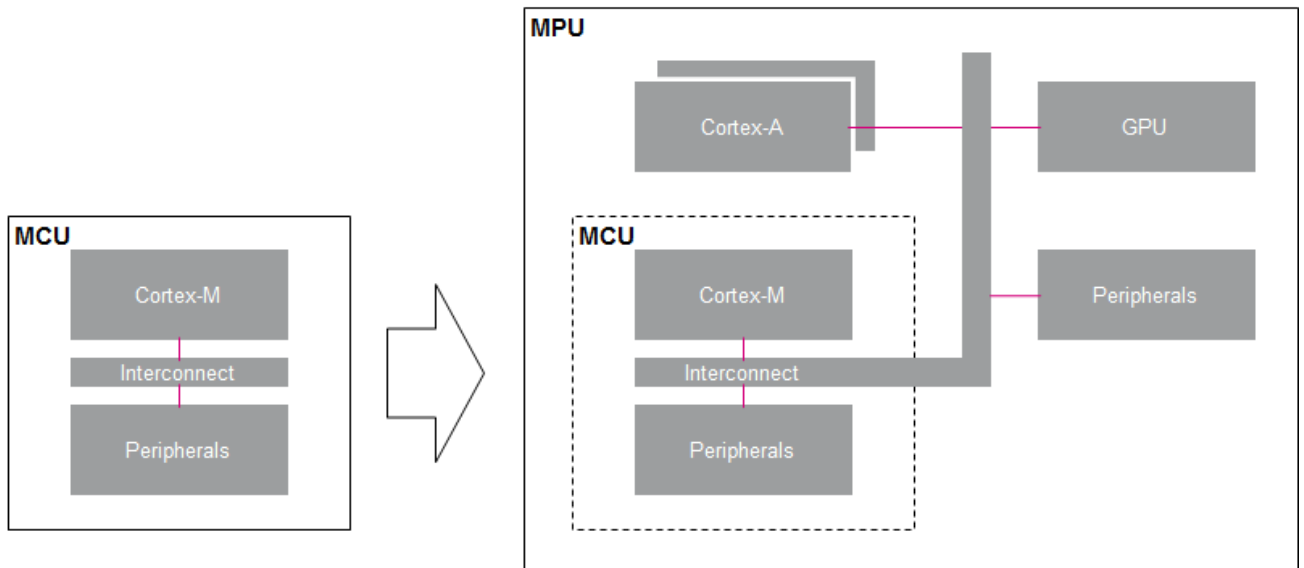 MCU
Cortex-M
Interconnect
Peripherals
MPU
Cortex-A
GPU
MCU
Cortex-M
Interconnect
Peripherals
Peripherals